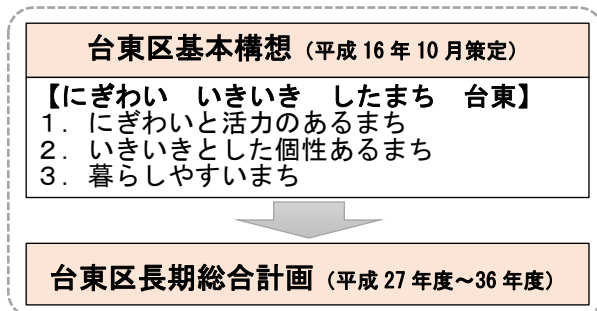 台東区基本構想（平成16年10月策定）
【にぎわい　いきいき　したまち　台東】
１．にぎわいと活力のあるまち
２．いきいきとした個性あるまち
３．暮らしやすいまち
台東区長期総合計画（平成27年度～36年度）